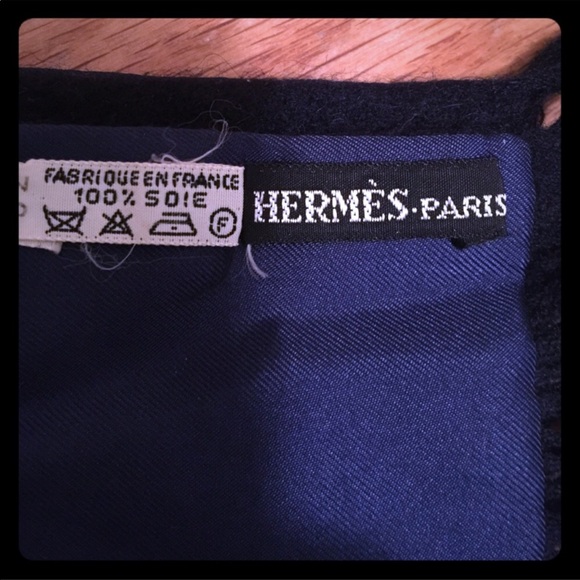 FABRIQUE EN FRANCE
100% SOIE
F
HERMÈS·PARIS